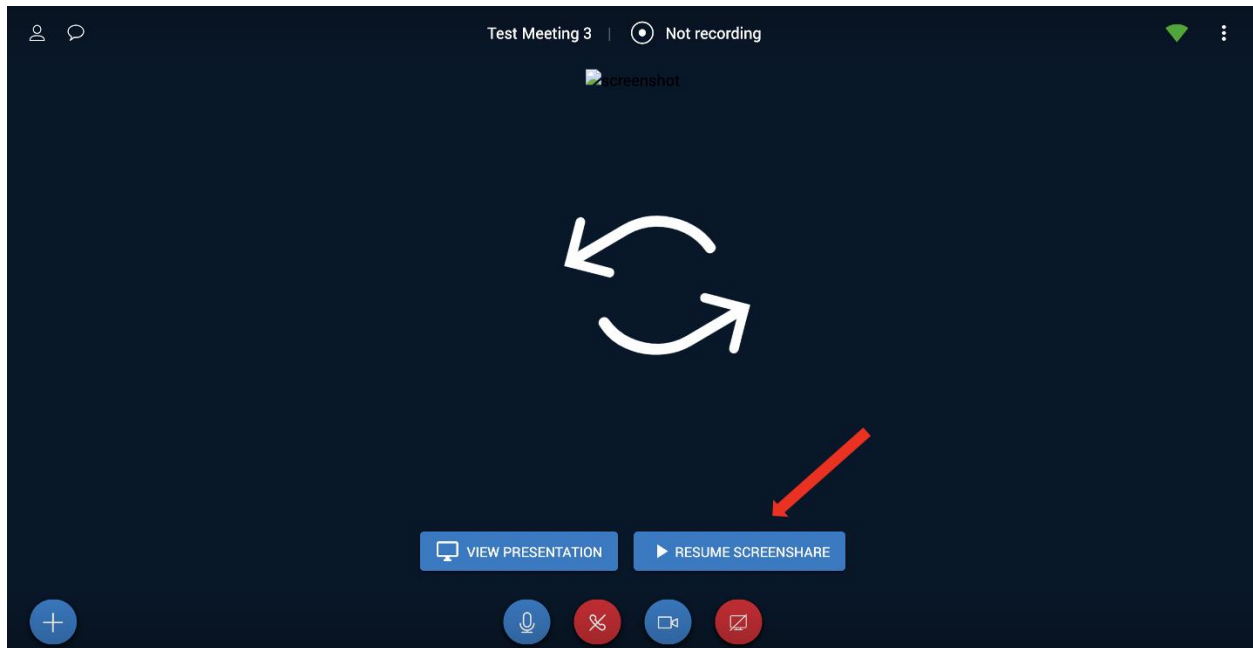 Test Meeting 3 | Not recording
screenshot
VIEW PRESENTATION
RESUME SCREENSHARE